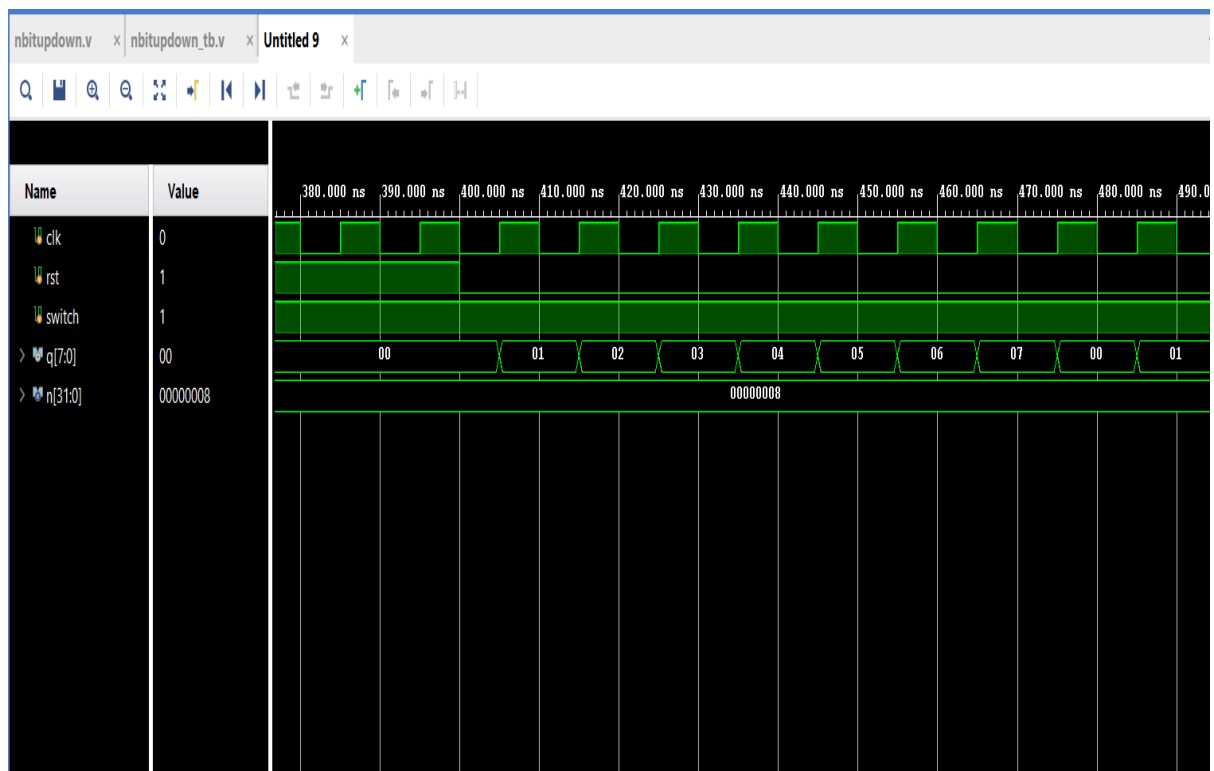 nbitupdown.v × nbitupdown_tb.v × Untitled 9 ×
Name Value
380.000 ns 390.000 ns 400.000 ns 410.000 ns 420.000 ns 430.000 ns 440.000 ns 450.000 ns 460.000 ns 470.000 ns 480.000 ns 490.0
clk 0
rst 1
switch 1
q[7:0] 00 00 01 02 03 04 05 06 07 00 01
n[31:0] 00000008 00000008